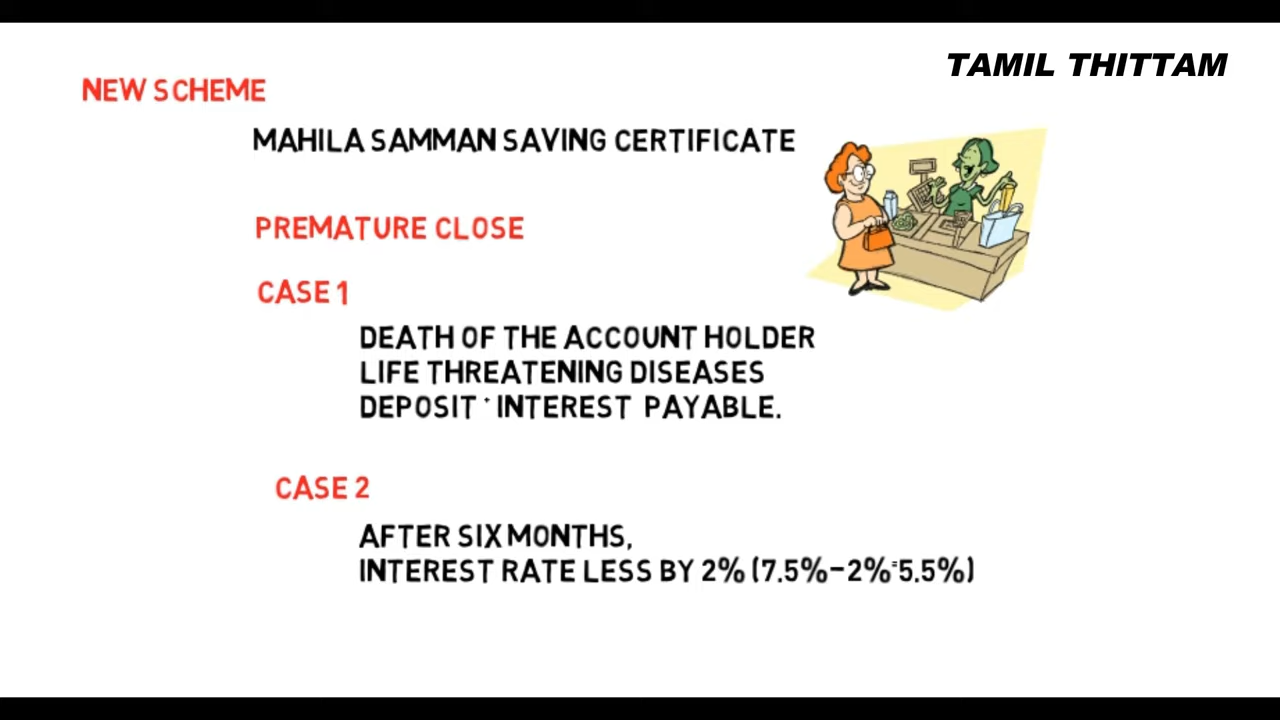 TAMIL THITTAM
NEW SCHEME
MAHILA SAMMAN SAVING CERTIFICATE
PREMATURE CLOSE
CASE 1
DEATH OF THE ACCOUNT HOLDER
LIFE THREATENING DISEASES
DEPOSIT + INTEREST PAYABLE.
CASE 2
AFTER SIX MONTHS,
INTEREST RATE LESS BY 2% (7.5%-2%=5.5%)